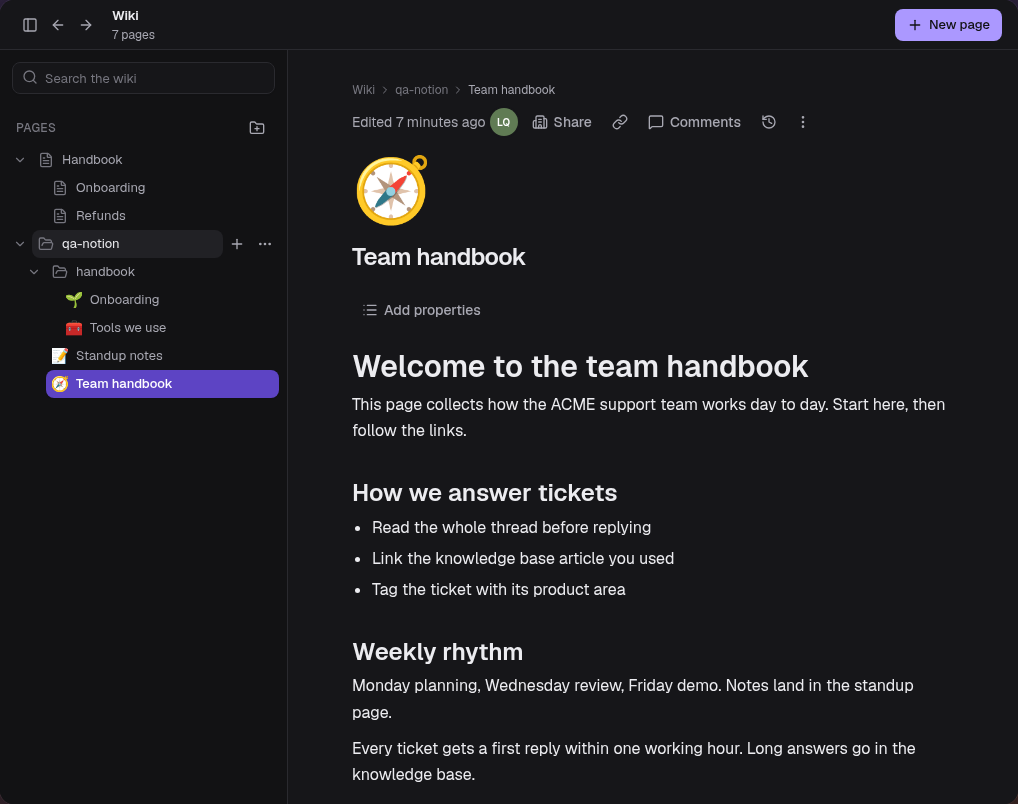 Wiki
7 pages
New page
Search the wiki
PAGES
Handbook
Onboarding
Refunds
qa-notion
handbook
Onboarding
Tools we use
Standup notes
Team handbook
Wiki > qa-notion > Team handbook
Edited 7 minutes ago LQ Share Comments
Team handbook
Add properties
Welcome to the team handbook
This page collects how the ACME support team works day to day. Start here, then
follow the links.
How we answer tickets
• Read the whole thread before replying
• Link the knowledge base article you used
• Tag the ticket with its product area
Weekly rhythm
Monday planning, Wednesday review, Friday demo. Notes land in the standup
page.
Every ticket gets a first reply within one working hour. Long answers go in the
knowledge base.